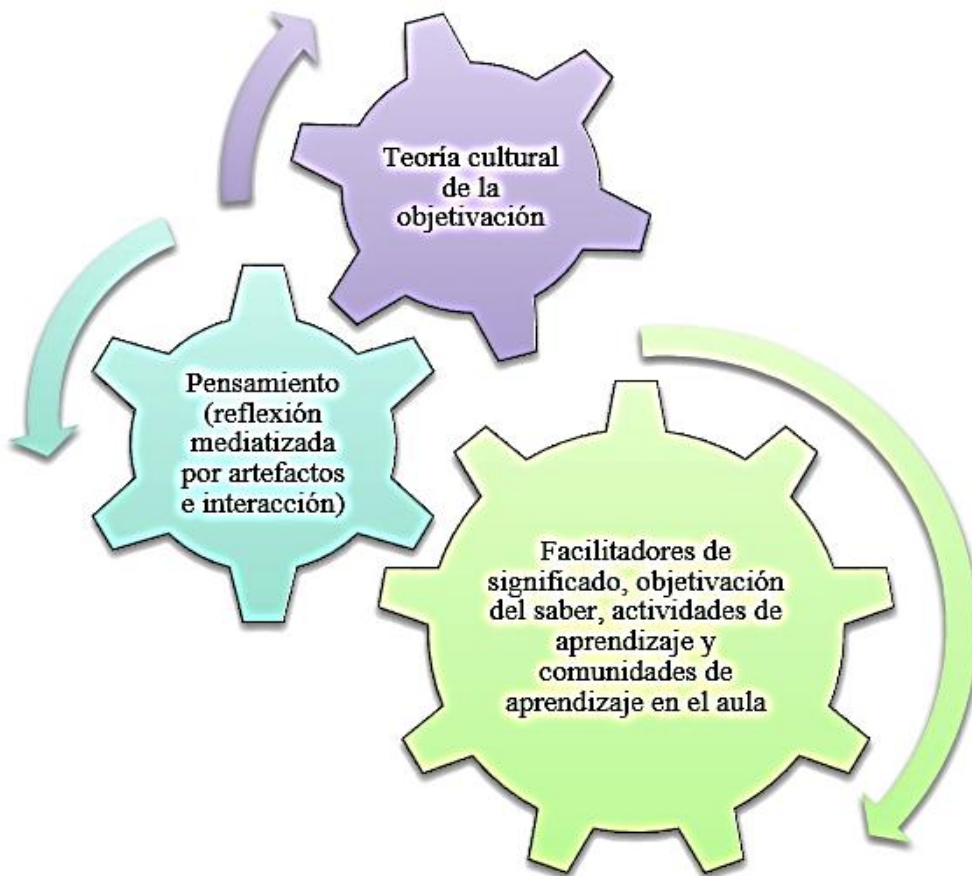 Teoría cultural
de la
objetivación
Pensamiento
(reflexión
mediatizada
por artefactos
e interacción)
Facilitadores de
significado, objetivación
del saber, actividades de
aprendizaje y
comunidades de
aprendizaje en el aula